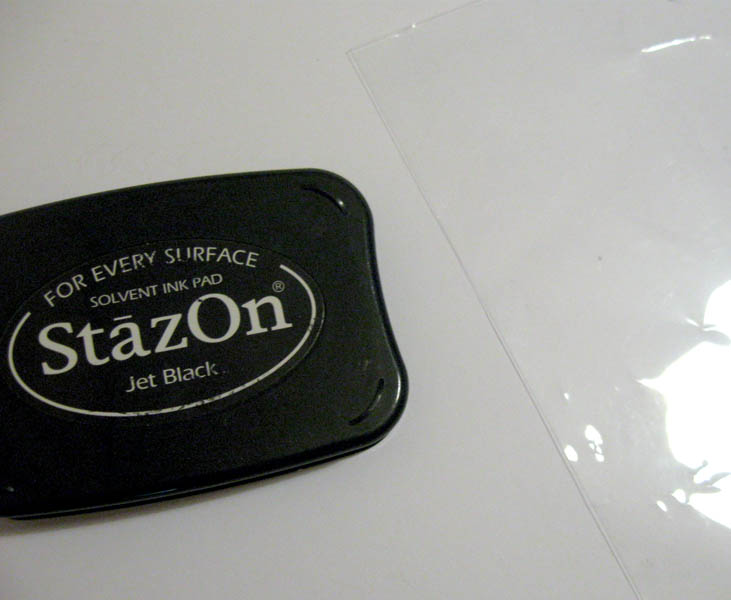 FOR EVERY SURFACE
SOLVENT INK PAD
StāzOn®
Jet Black